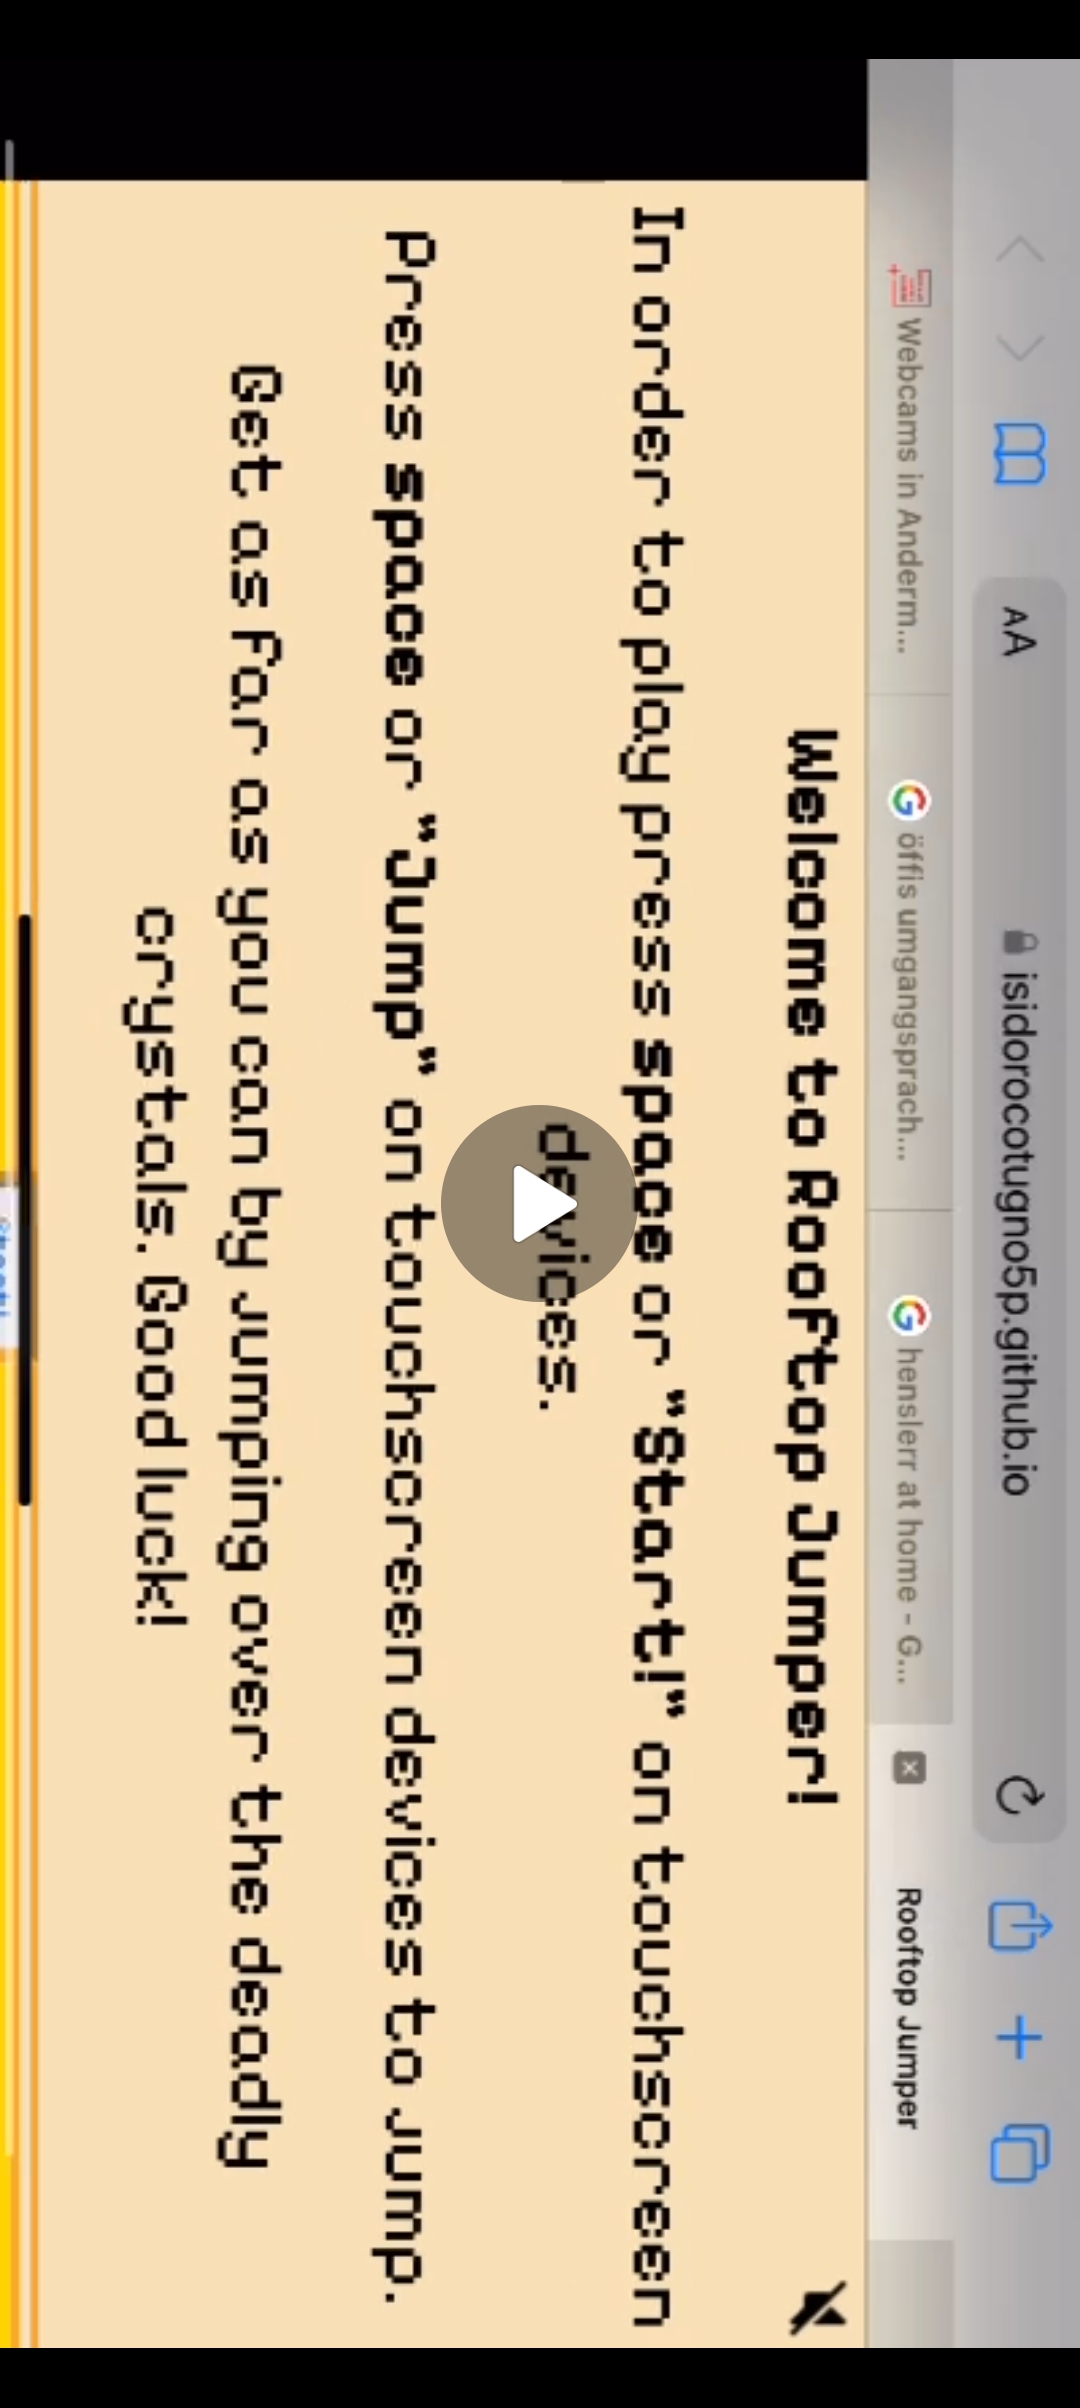 AA
isidorocotugno5p.github.io
Webcams in Anderm...
öffis umgangsprach...
henslerr at home - G...
Rooftop Jumper
Welcome to Rooftop Jumper!
In order to play press space or "Start!" on touchscreen
devices.
Press space or "Jump" on touchscreen devices to jump.
Get as far as you can by jumping over the deadly
crystals. Good luck!